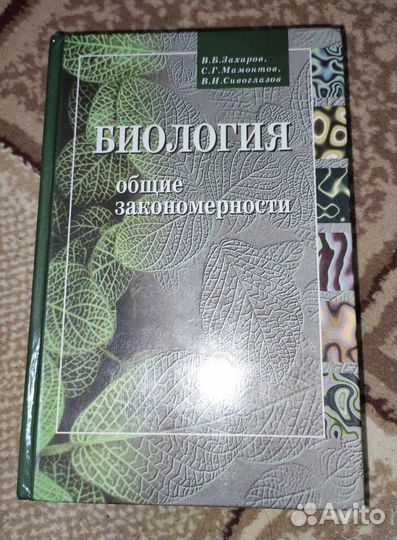 В.Б.Захаров,
С.Г.Мамонтов,
В.И.Сивоглазов
БИОЛОГИЯ
общие
закономерности
Avito